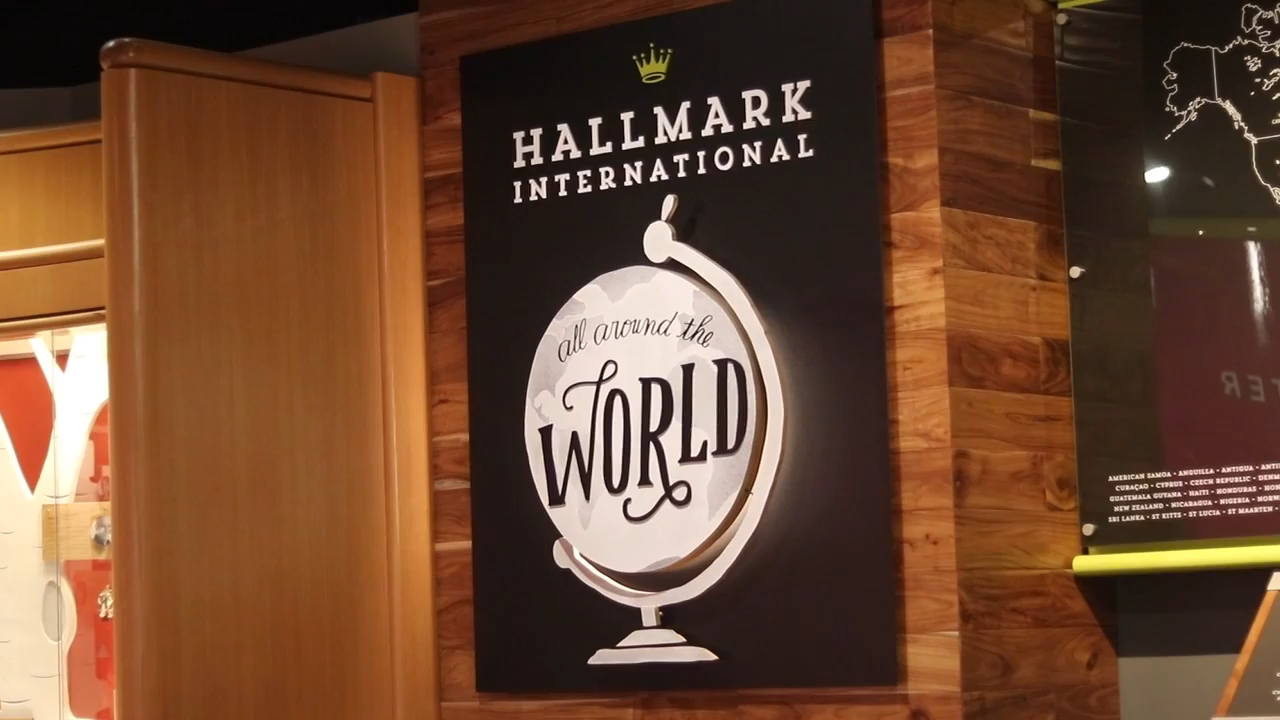 HALLMARK
INTERNATIONAL
all around the
WORLD
AMERICAN SAMOA • ANGUILLA • ANTIGUA •
CURAÇAO • CYPRUS • CZECH REPUBLIC •
GUATEMALA GUYANA • HAITI • HONDURAS •
NEW ZEALAND • NICARAGUA • NIGERIA •
SRI LANKA • ST KITTS • ST LUCIA • ST MAARTEN •